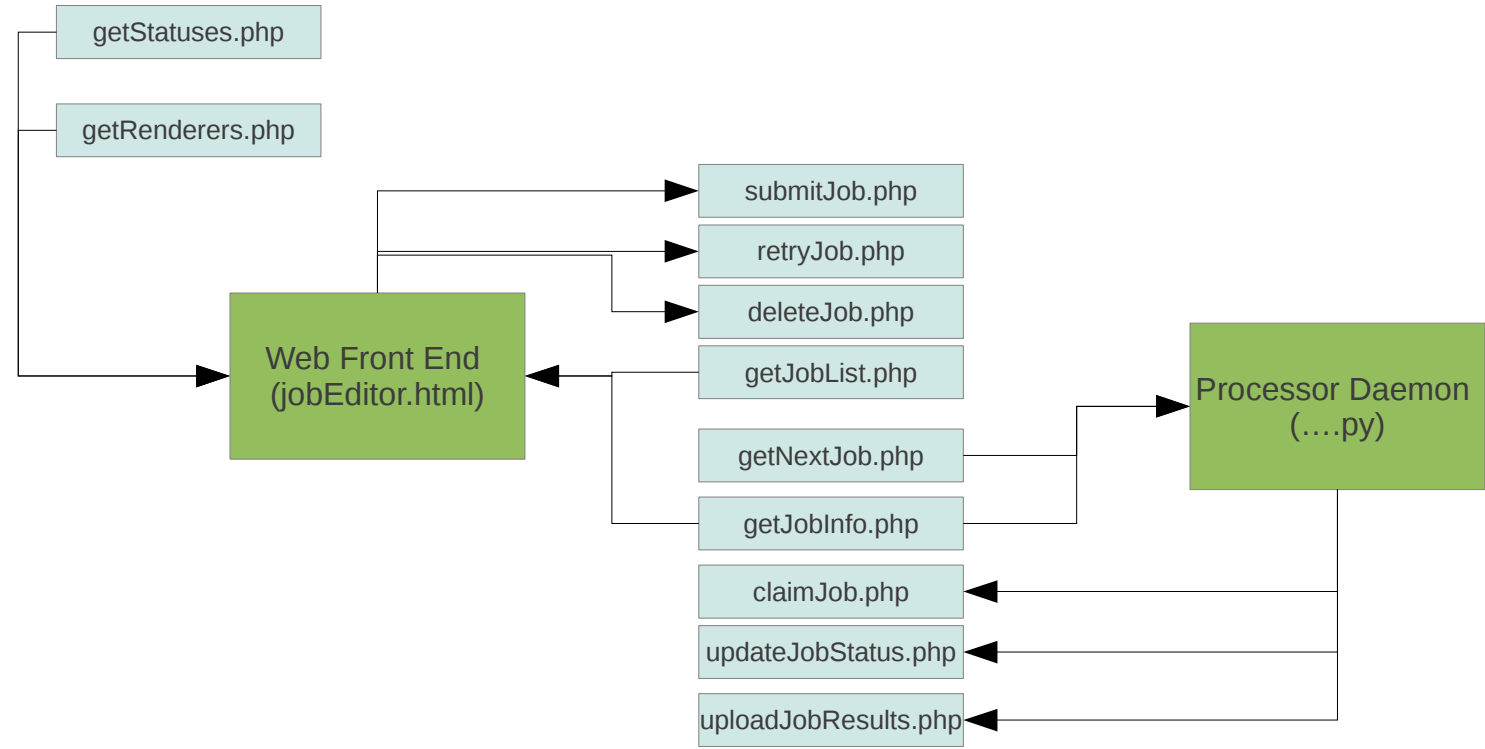 getStatuses.php
getRenderers.php
submitJob.php
retryJob.php
deleteJob.php
Web Front End
(jobEditor.html)
getJobList.php
Processor Daemon
(….py)
getNextJob.php
getJobInfo.php
claimJob.php
updateJobStatus.php
uploadJobResults.php